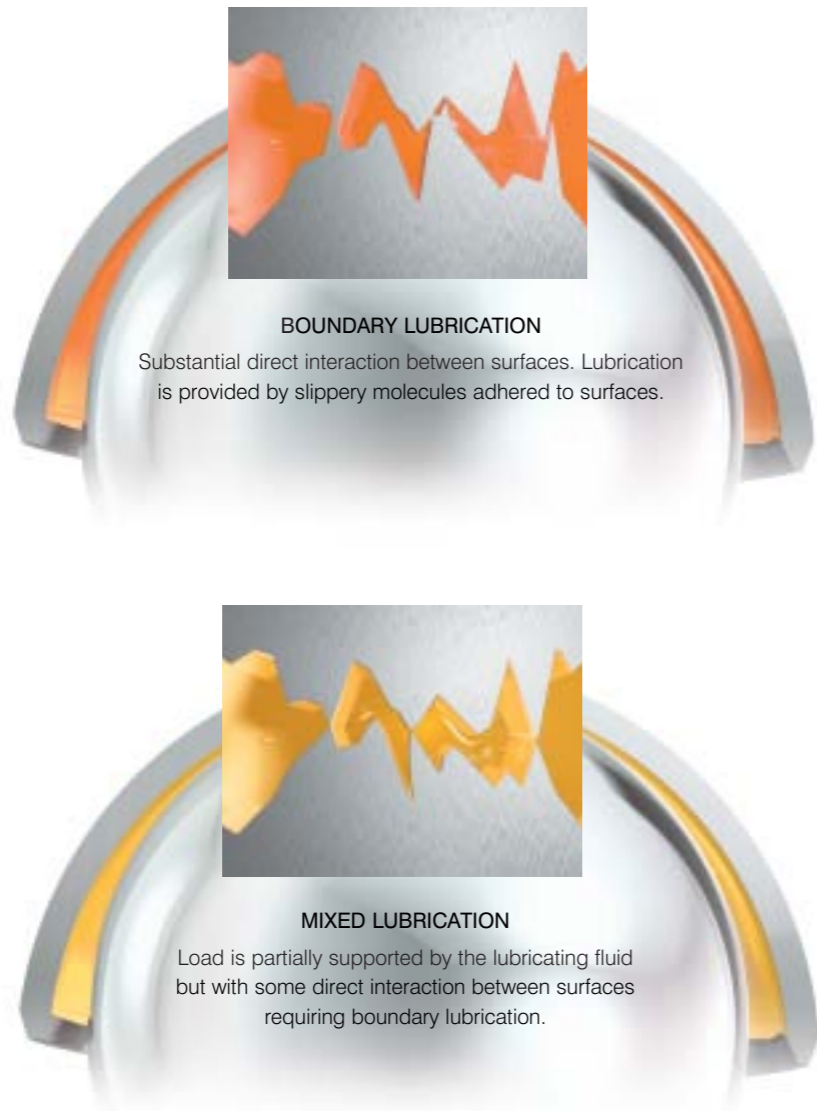 BOUNDARY LUBRICATION
Substantial direct interaction between surfaces. Lubrication
is provided by slippery molecules adhered to surfaces.
MIXED LUBRICATION
Load is partially supported by the lubricating fluid
but with some direct interaction between surfaces
requiring boundary lubrication.